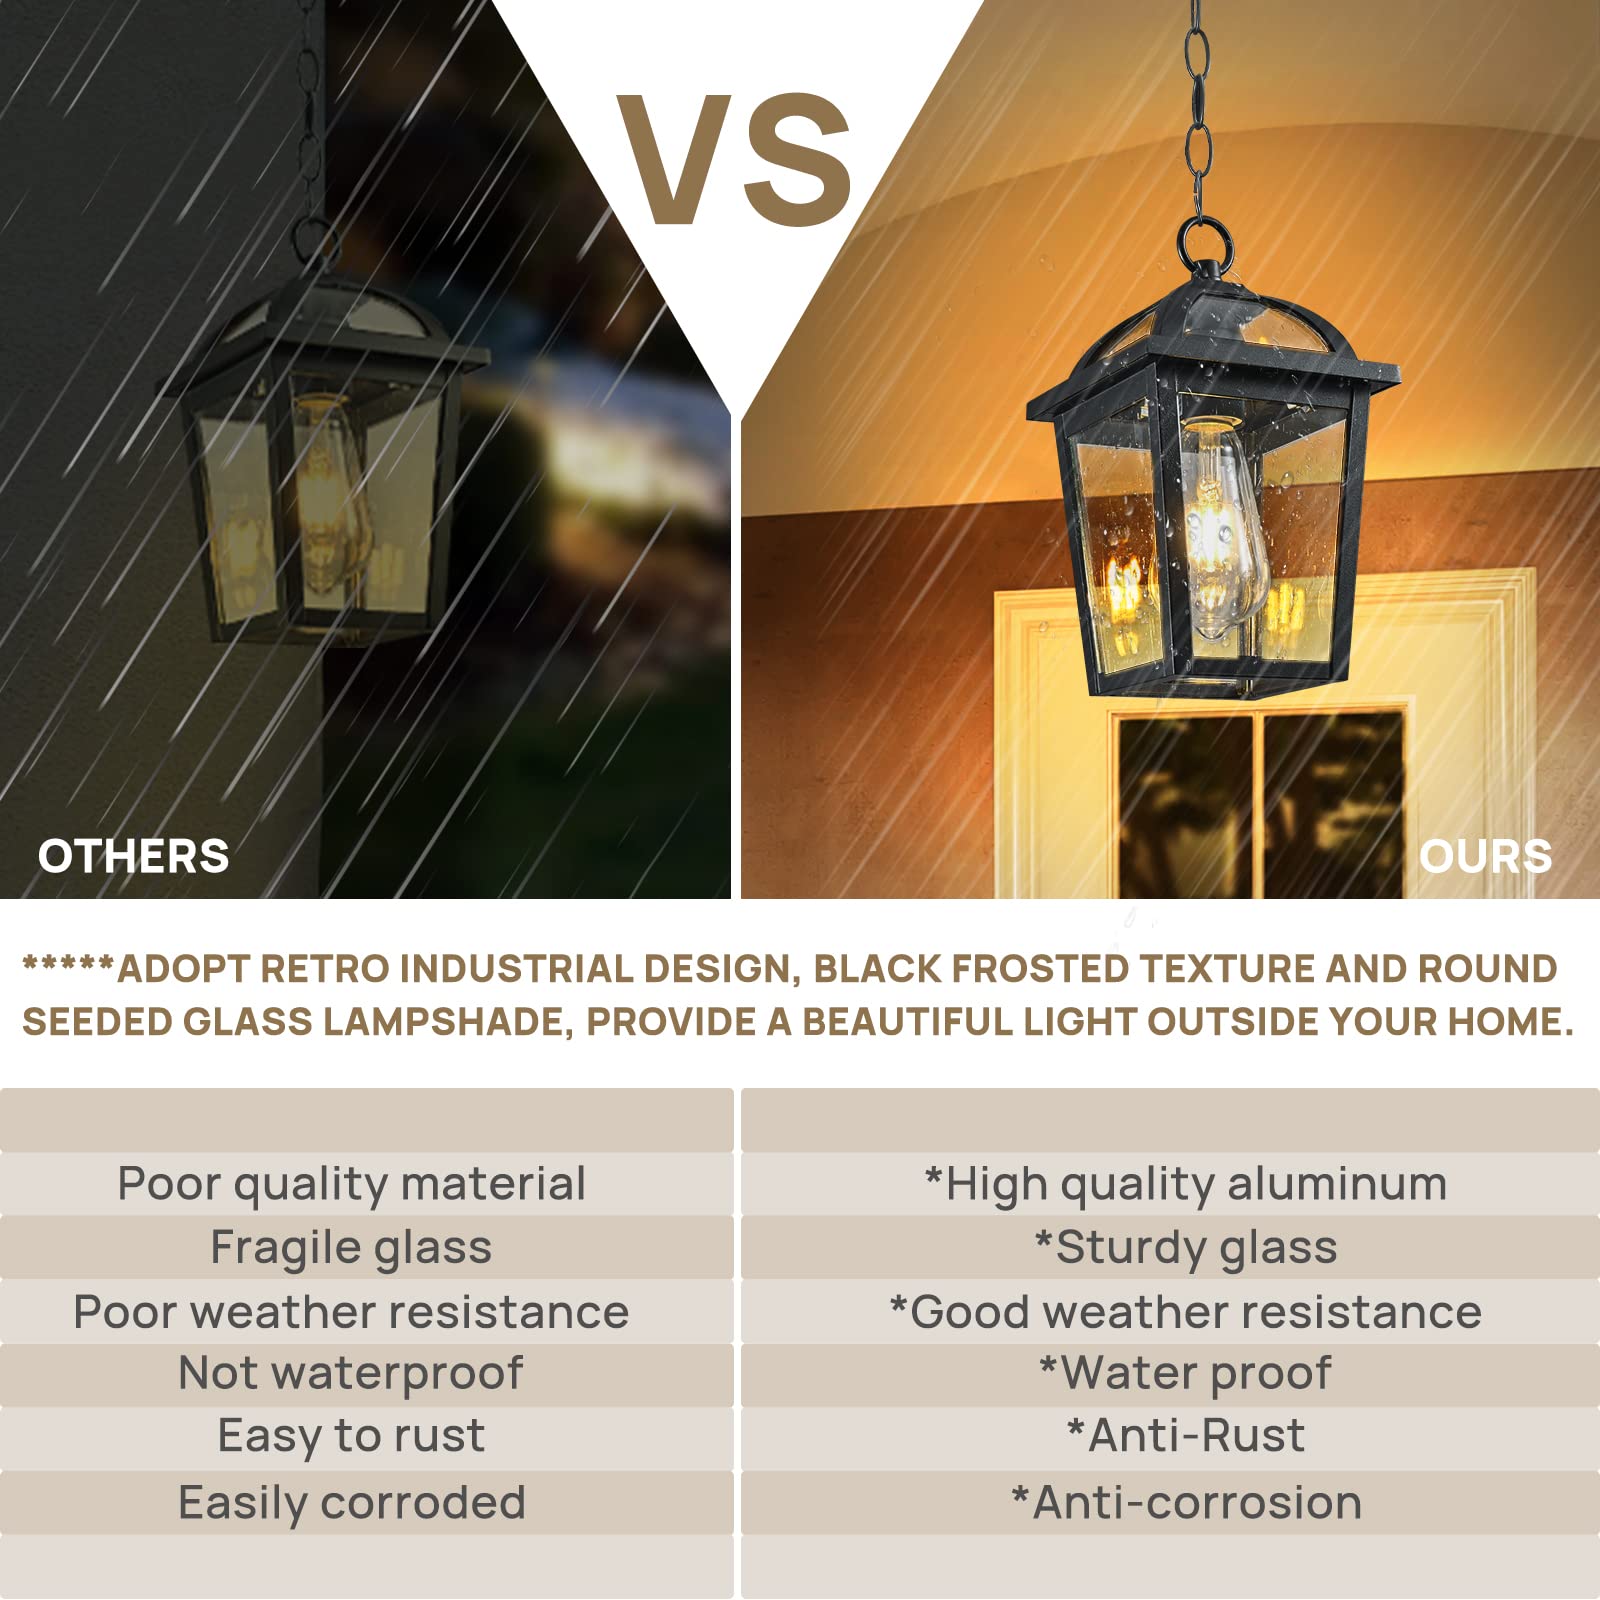 VS
OTHERS
OURS
*****ADOPT RETRO INDUSTRIAL DESIGN, BLACK FROSTED TEXTURE AND ROUND
SEEDED GLASS LAMPSHADE, PROVIDE A BEAUTIFUL LIGHT OUTSIDE YOUR HOME.
Poor quality material
*High quality aluminum
Fragile glass
*Sturdy glass
Poor weather resistance
*Good weather resistance
Not waterproof
*Water proof
Easy to rust
*Anti-Rust
Easily corroded
*Anti-corrosion